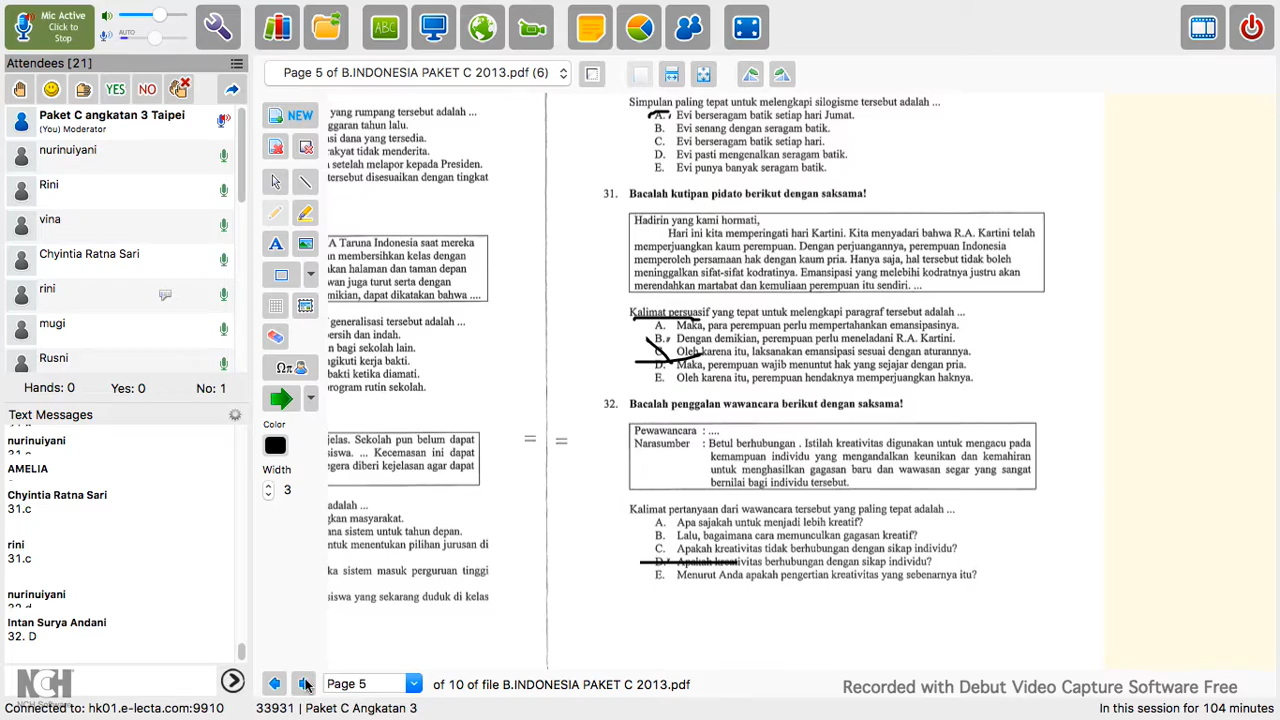 Mic Active
Click to
Stop
AUTO
ABC
Attendees [21]
YES
NO
Paket C angkatan 3 Taipei
(You) Moderator
nurinuiyani
Rini
vina
Chyintia Ratna Sari
rini
mugi
Rusni
Hands: 0 Yes: 0 No: 1
Text Messages
nurinuiyani
31.c
AMELIA
Chyintia Ratna Sari
31.c
rini
31.c
nurinuiyani
32.d
Intan Surya Andani
32. D
NCH
Connected to: hk01.e-lecta.com:9910
Page 5 of B.INDONESIA PAKET C 2013.pdf (6)
NEW
A
Color
Width
3
yang rumpang tersebut adalah ...
ggaran tahun lalu.
si dana yang tersedia.
rakyat tidak menderita.
setelah melapor kepada Presiden.
tersebut disesuaikan dengan tingkat
A Taruna Indonesia saat mereka
n membersihkan kelas dengan
akan halaman dan taman depan
wan juga turut serta dengan
mikian, dapat dikatakan bahwa ....
generalisasi tersebut adalah ...
ersih dan indah.
n bagi sekolah lain.
gikuti kerja bakti.
bakti ketika diamati.
program rutin sekolah.
jelas. Sekolah pun belum dapat
siswa. ... Kecemasan ini dapat
egera diberi kejelasan agar dapat
adalah ...
gkan masyarakat.
ana sistem untuk tahun depan.
ntuk menentukan pilihan jurusan di
ka sistem masuk perguruan tinggi
siswa yang sekarang duduk di kelas
Simpulan paling tepat untuk melengkapi silogisme tersebut adalah ...
A. Evi berseragam batik setiap hari Jumat.
B. Evi senang dengan seragam batik.
C. Evi berseragam batik setiap hari.
D. Evi pasti mengenalkan seragam batik.
E. Evi punya banyak seragam batik.
31. Bacalah kutipan pidato berikut dengan saksama!
Hadirin yang kami hormati,
Hari ini kita memperingati hari Kartini. Kita menyadari bahwa R.A. Kartini telah
memperjuangkan kaum perempuan. Dengan perjuangannya, perempuan Indonesia
memperoleh persamaan hak dengan kaum pria. Hanya saja, hal tersebut tidak boleh
meninggalkan sifat-sifat kodratinya. Emansipasi yang melebihi kodratnya justru akan
merendahkan martabat dan kemuliaan perempuan itu sendiri. ...
Kalimat persuasif yang tepat untuk melengkapi paragraf tersebut adalah ...
A. Maka, para perempuan perlu mempertahankan emansipasinya.
B. Dengan demikian, perempuan perlu meneladani R.A. Kartini.
C. Oleh karena itu, laksanakan emansipasi sesuai dengan aturannya.
D. Maka, perempuan wajib menuntut hak yang sejajar dengan pria.
E. Oleh karena itu, perempuan hendaknya memperjuangkan haknya.
32. Bacalah penggalan wawancara berikut dengan saksama!
Pewawancara : ....
Narasumber : Betul berhubungan . Istilah kreativitas digunakan untuk mengacu pada
kemampuan individu yang mengandalkan keunikan dan kemahiran
untuk menghasilkan gagasan baru dan wawasan segar yang sangat
bernilai bagi individu tersebut.
Kalimat pertanyaan dari wawancara tersebut yang paling tepat adalah ...
A. Apa sajakah untuk menjadi lebih kreatif?
B. Lalu, bagaimana cara memunculkan gagasan kreatif?
C. Apakah kreativitas tidak berhubungan dengan sikap individu?
D. Apakah kreativitas berhubungan dengan sikap individu?
E. Menurut Anda apakah pengertian kreativitas yang sebenarnya itu?
Page 5 of 10 of file B.INDONESIA PAKET C 2013.pdf
Recorded with Debut Video Capture Software Free
33931 | Paket C Angkatan 3
In this session for 104 minutes